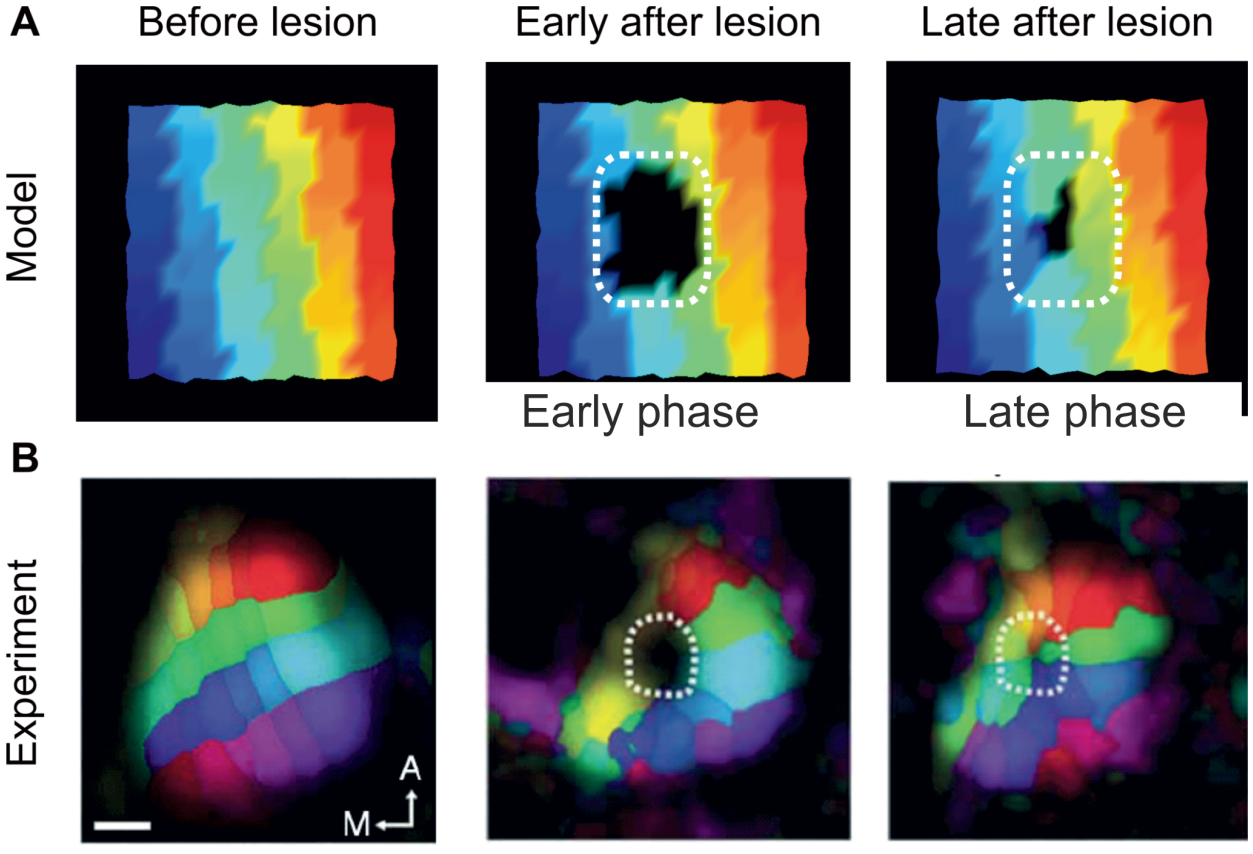 A
Before lesion
Early after lesion
Late after lesion
Model
Early phase
Late phase
B
Experiment
A
M